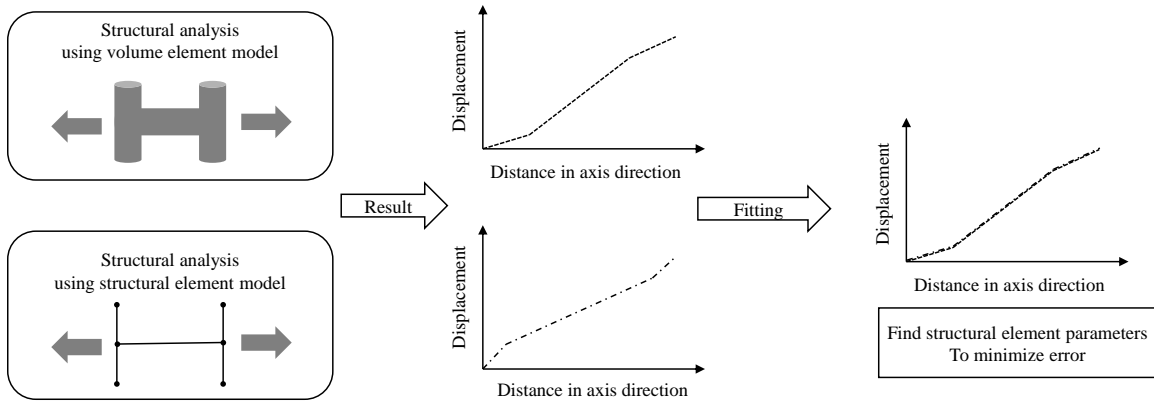 Structural analysis
using volume element model
Displacement
Distance in axis direction
Result
Fitting
Structural analysis
using structural element model
Displacement
Distance in axis direction
Displacement
Distance in axis direction
Find structural element parameters
To minimize error